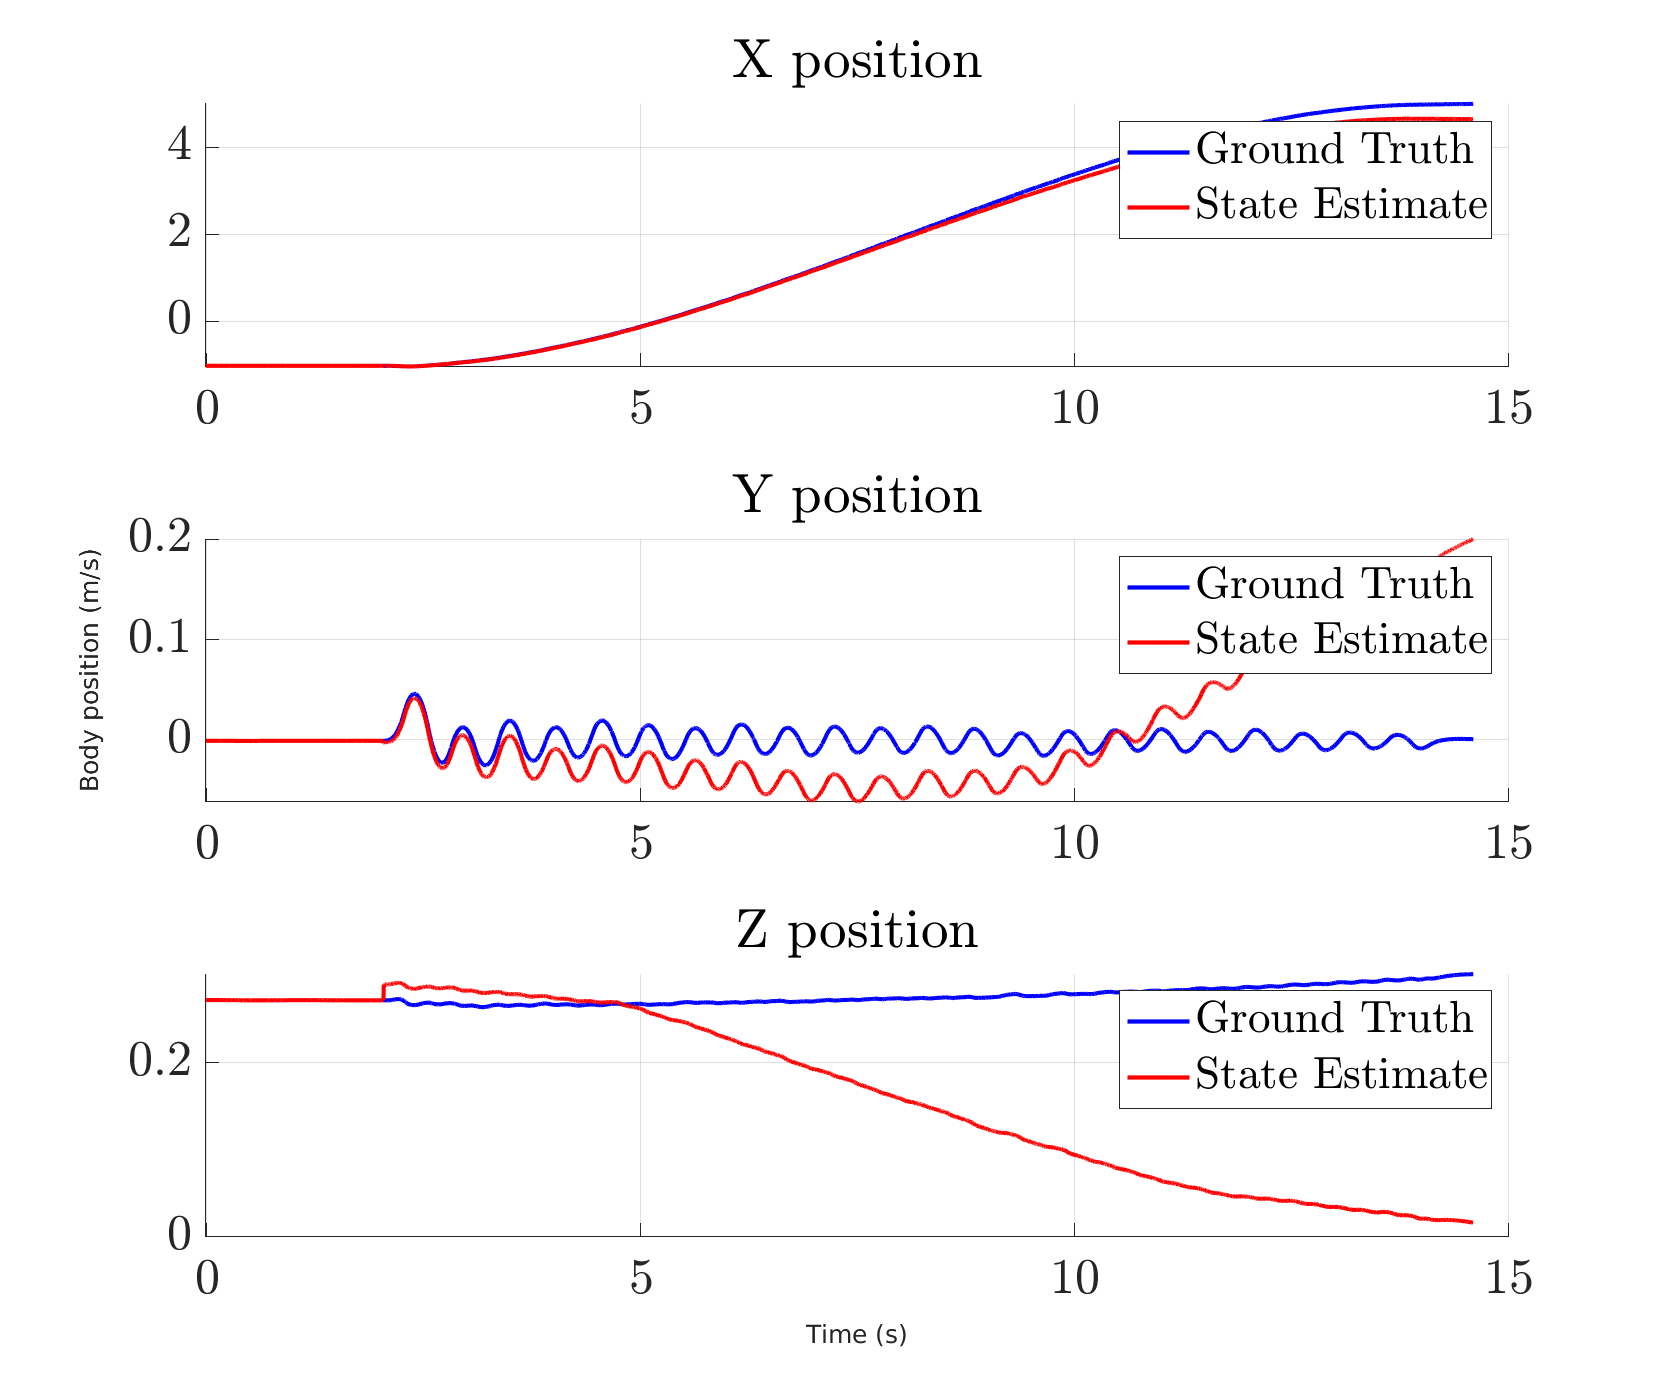 X position
4
2
0
0 5 10 15
Ground Truth
State Estimate
Y position
Body position (m/s)
0.2
0.1
0
0 5 10 15
Ground Truth
State Estimate
Z position
0.2
0
0 5 10 15
Ground Truth
State Estimate
Time (s)